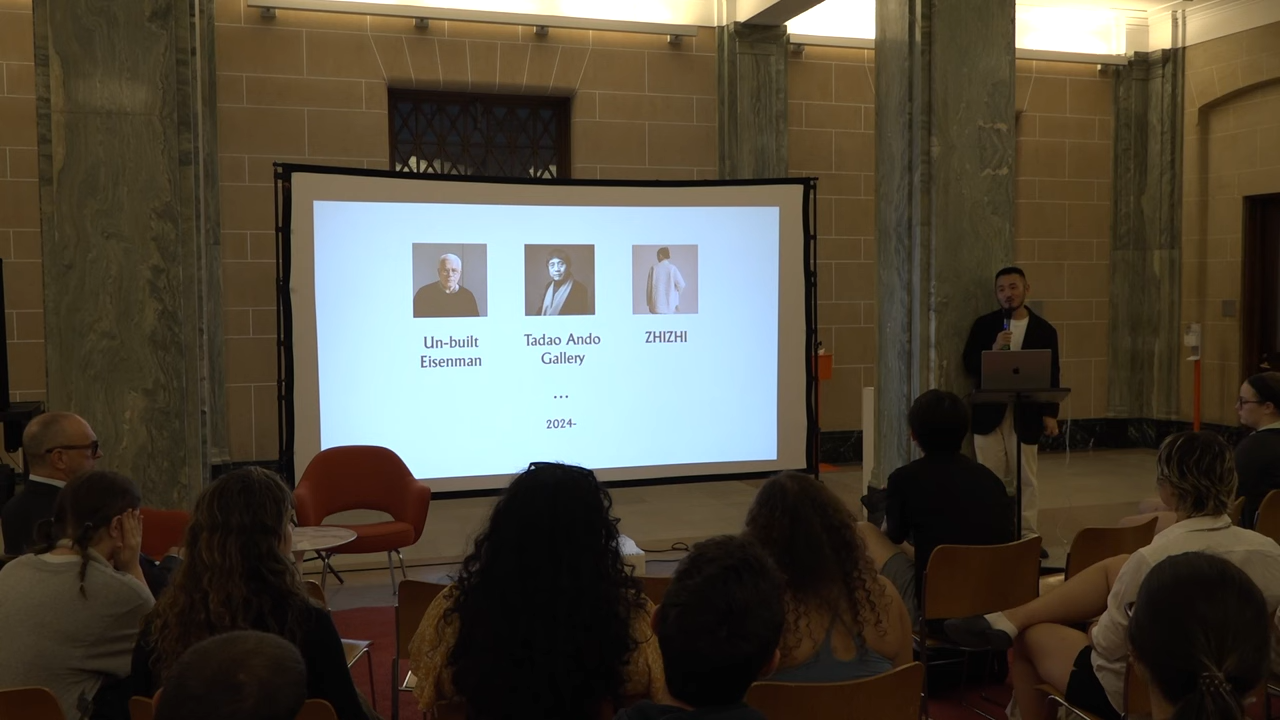 Un-built
Eisenman
Tadao Ando
Gallery
ZHIZHI
...
2024-